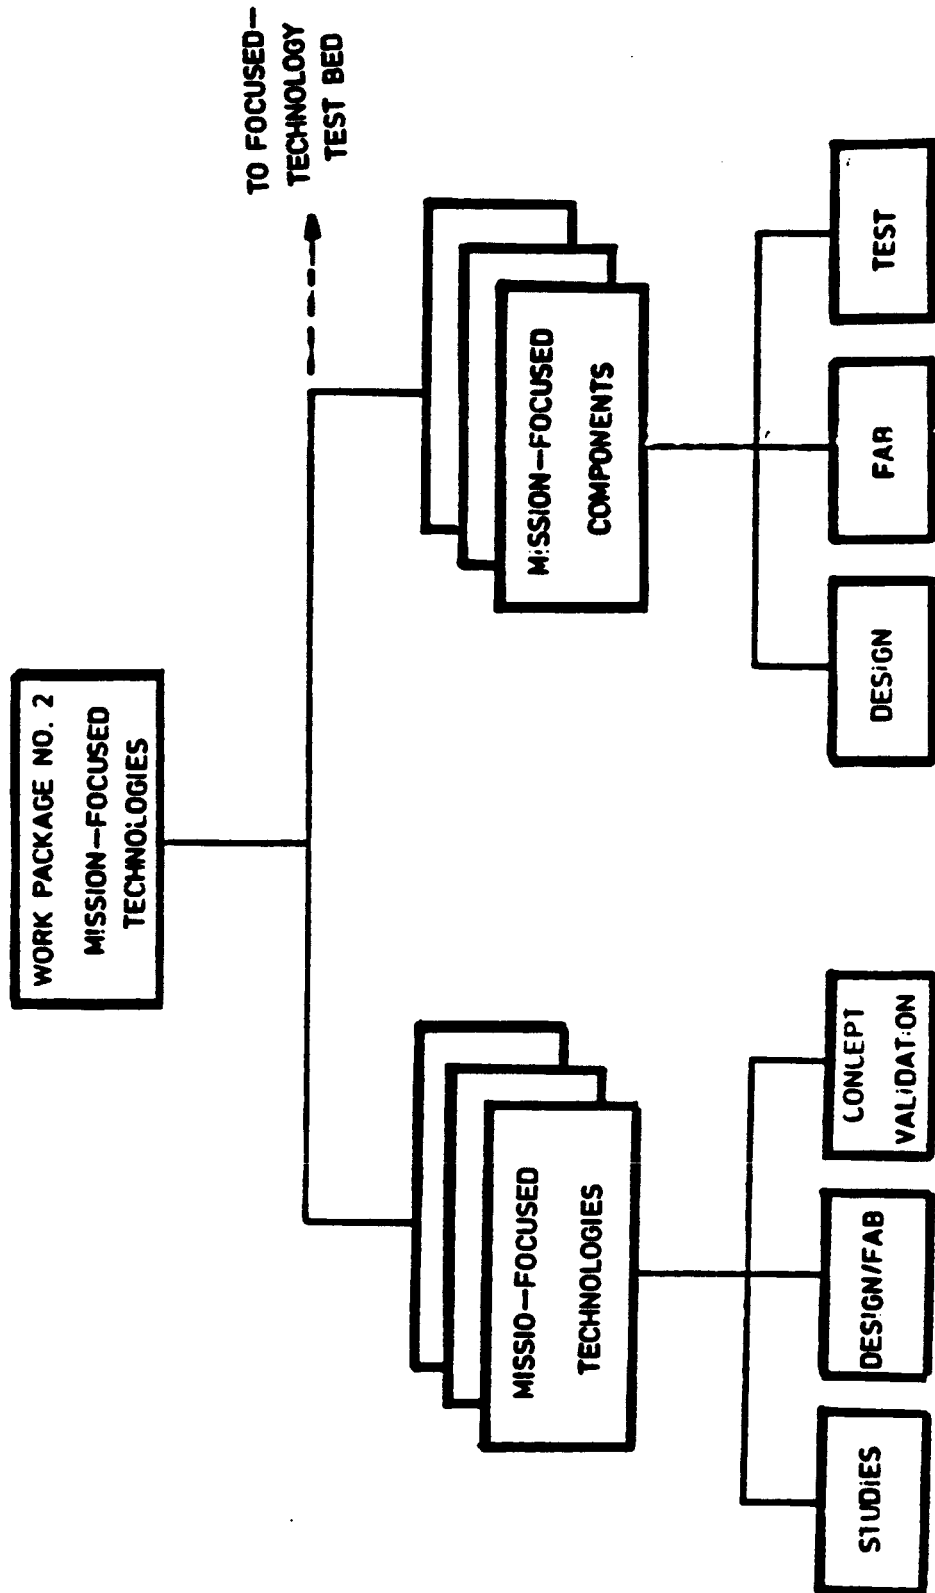 WORK PACKAGE NO. 2
MISSION-FOCUSED
TECHNOLOGIES
TO FOCUSED-
TECHNOLOGY
TEST BED
MISSIO-FOCUSED
TECHNOLOGIES
MISSION-FOCUSED
COMPONENTS
STUDIES
DESIGN/FAB
CONCEPT
VALIDATION
DESIGN
FAB
TEST